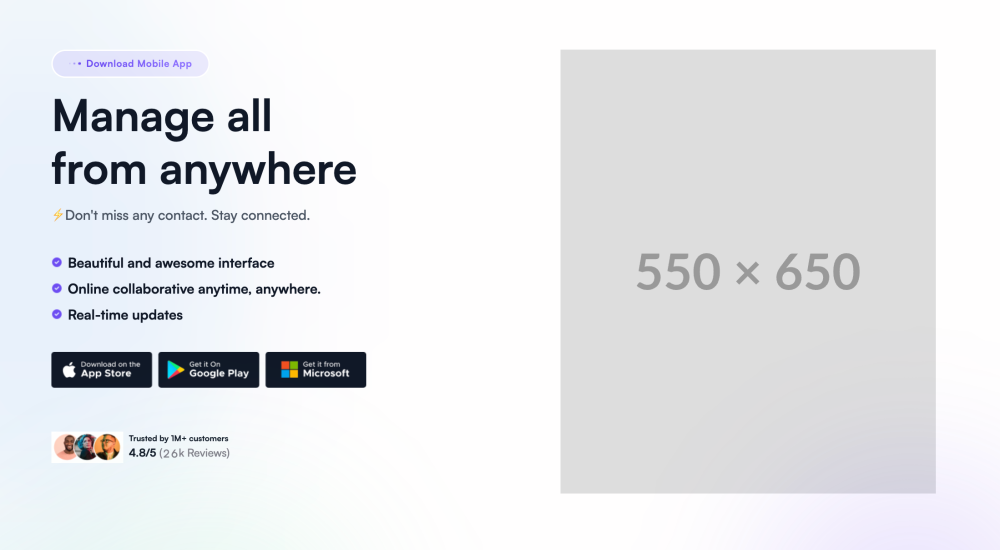 Download Mobile App
Manage all
from anywhere
⚡Don't miss any contact. Stay connected.
Beautiful and awesome interface
Online collaborative anytime, anywhere.
Real-time updates
Download on the
App Store
Get it On
Google Play
Get it from
Microsoft
Trusted by 1M+ customers
4.8/5 (26k Reviews)
550 × 650